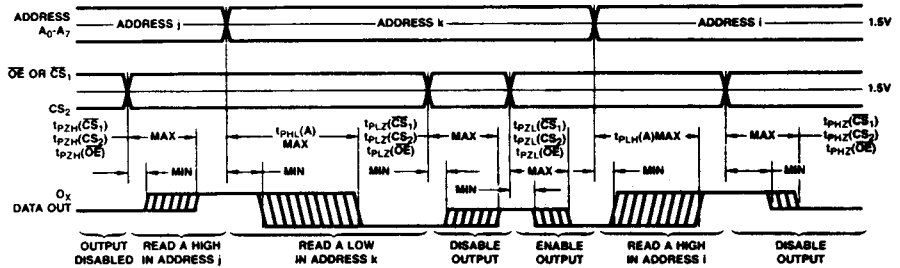 ADDRESS
A0-A7
ADDRESS j
ADDRESS k
ADDRESS i
1.5V
OE OR CS1
CS2
1.5V
tPZH(CS1)
tPZH(CS2)
tPZH(OE)
MAX
MIN
tPHL(A)
MAX
MIN
tPLZ(CS1)
tPLZ(CS2)
tPLZ(OE)
MAX
MIN
tPZL(CS1)
tPZL(CS2)
tPZL(OE)
MAX
MIN
tPLH(A)MAX
MIN
MAX
MIN
tPHZ(CS1)
tPHZ(CS2)
tPHZ(OE)
OX
DATA OUT
OUTPUT
DISABLED
READ A HIGH
IN ADDRESS j
READ A LOW
IN ADDRESS k
DISABLE
OUTPUT
ENABLE
OUTPUT
READ A HIGH
IN ADDRESS i
DISABLE
OUTPUT